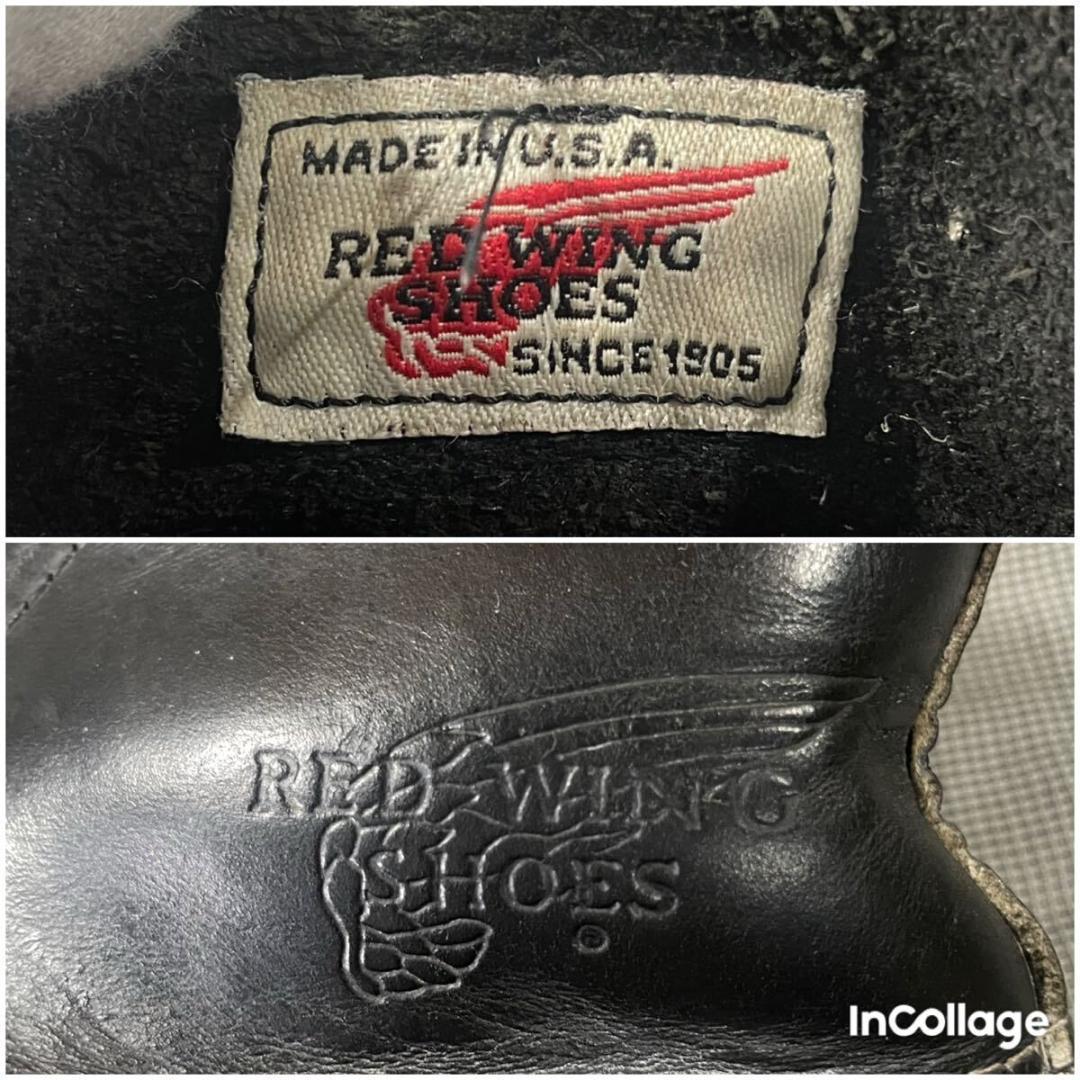 MADE IN U.S.A.
RED WING
SHOES
SINCE 1905
RED WING
SHOES
©
InCollage